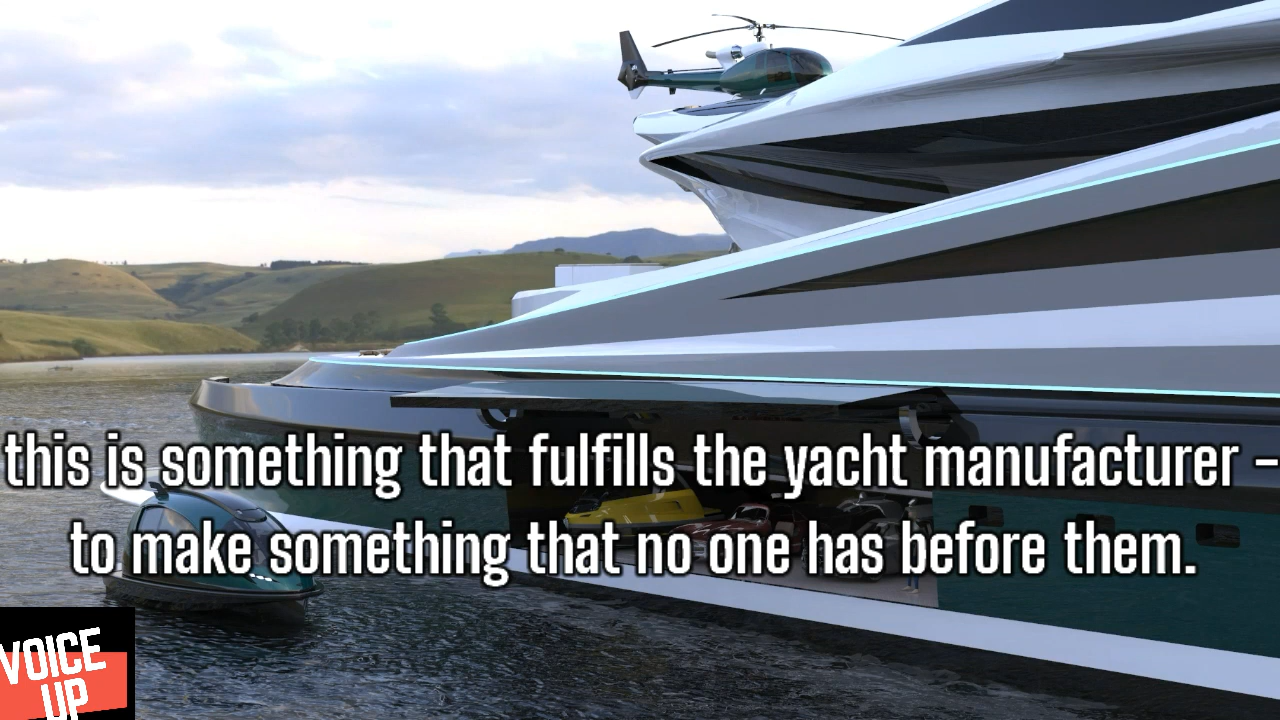 this is something that fulfills the yacht manufacturer -
to make something that no one has before them.
VOICE
UP